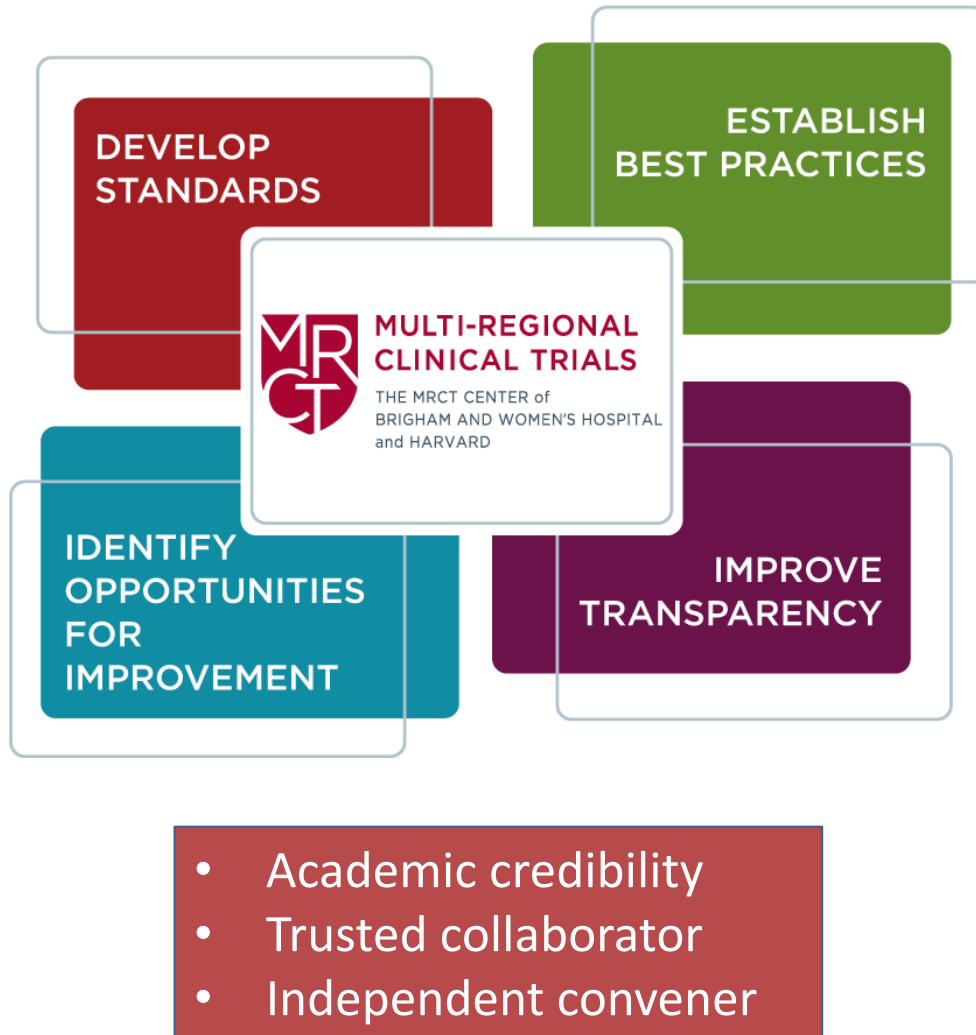 DEVELOP
STANDARDS
ESTABLISH
BEST PRACTICES
MRCT
MULTI-REGIONAL
CLINICAL TRIALS
THE MRCT CENTER of
BRIGHAM AND WOMEN'S HOSPITAL
and HARVARD
IDENTIFY
OPPORTUNITIES
FOR
IMPROVEMENT
IMPROVE
TRANSPARENCY
• Academic credibility
• Trusted collaborator
• Independent convener